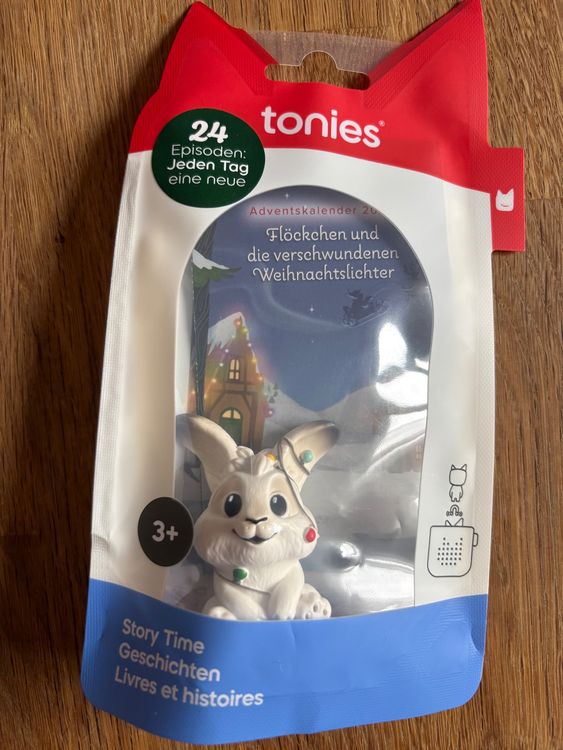 tonies®
24
Episoden:
Jeden Tag
eine neue
Adventskalender
Flöckchen und
die verschwundenen
Weihnachtslichter
3+
Story Time
Geschichten
Livres et histoires